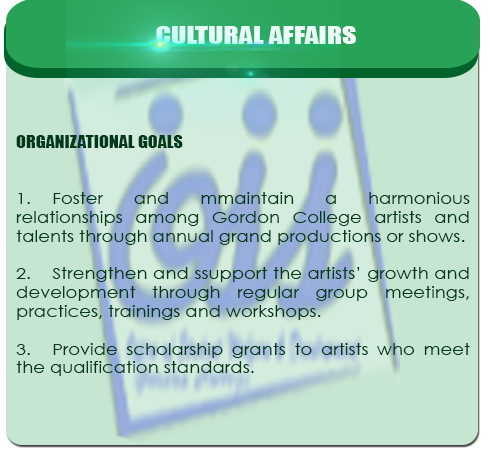 CULTURAL AFFAIRS
ORGANIZATIONAL GOALS
1. Foster and mmaintain a harmonious
relationships among Gordon College artists and
talents through annual grand productions or shows.
2. Strengthen and ssupport the artists’ growth and
development through regular group meetings,
practices, trainings and workshops.
3. Provide scholarship grants to artists who meet
the qualification standards.